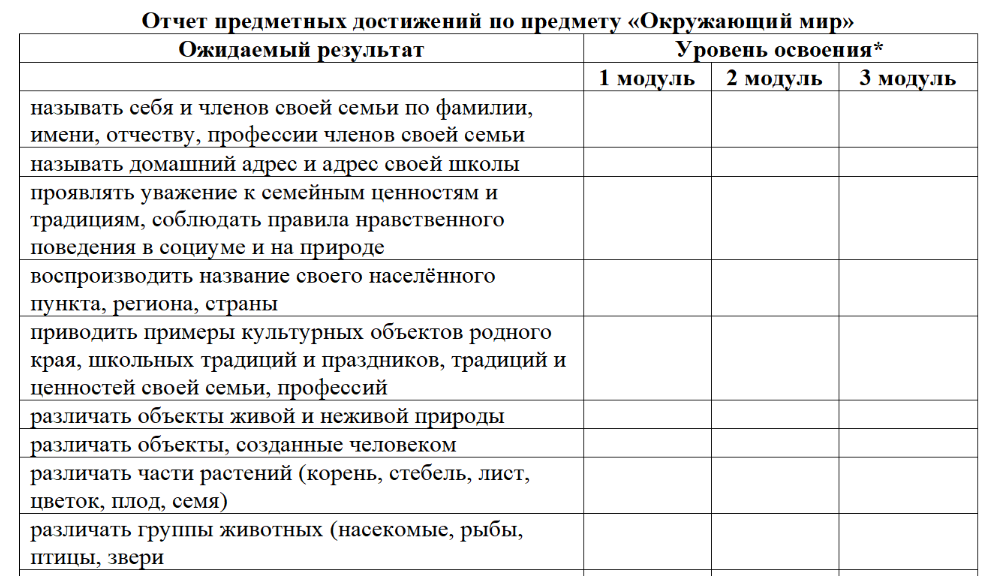 Отчет предметных достижений по предмету «Окружающий мир»
Ожидаемый результат
Уровень освоения*
1 модуль
2 модуль
3 модуль
называть себя и членов своей семьи по фамилии,
имени, отчеству, профессии членов своей семьи
называть домашний адрес и адрес своей школы
проявлять уважение к семейным ценностям и
традициям, соблюдать правила нравственного
поведения в социуме и на природе
воспроизводить название своего населённого
пункта, региона, страны
приводить примеры культурных объектов родного
края, школьных традиций и праздников, традиций и
ценностей своей семьи, профессий
различать объекты живой и неживой природы
различать объекты, созданные человеком
различать части растений (корень, стебель, лист,
цветок, плод, семя)
различать группы животных (насекомые, рыбы,
птицы, звери